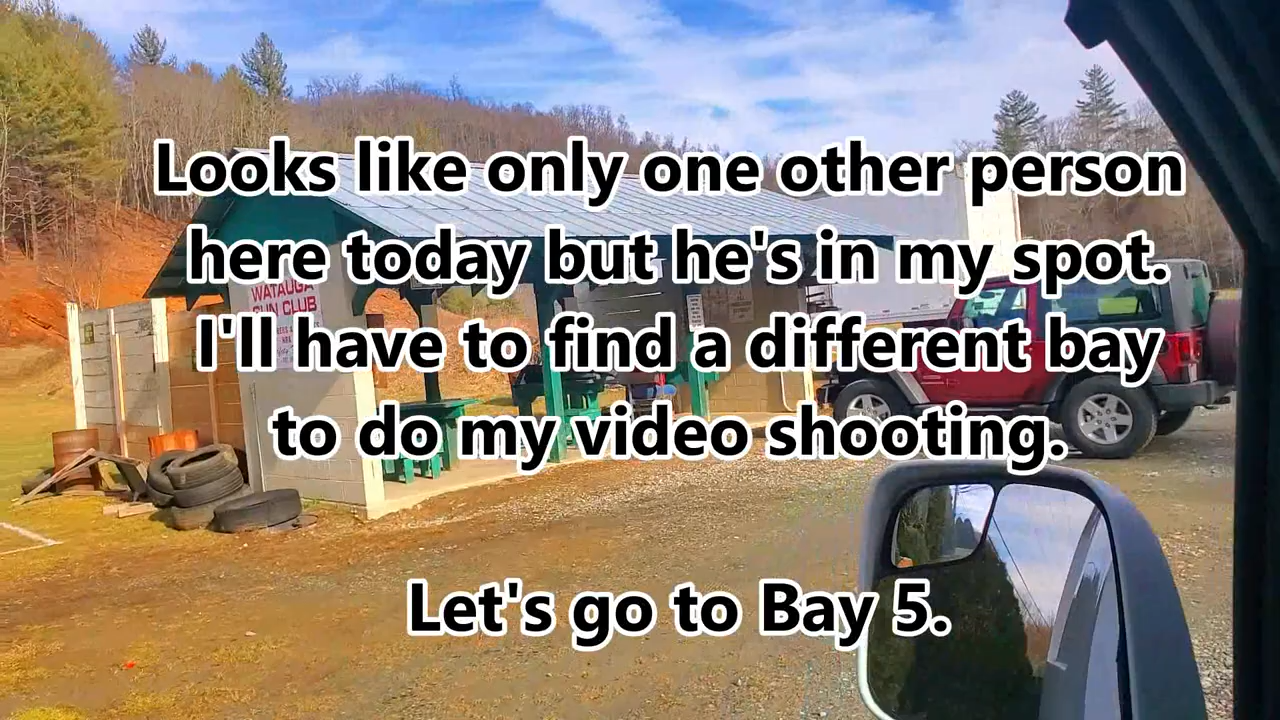 Looks like only one other person
here today but he's in my spot.
WATAUGA
GUN CLUB
I'll have to find a different bay
to do my video shooting.
Let's go to Bay 5.